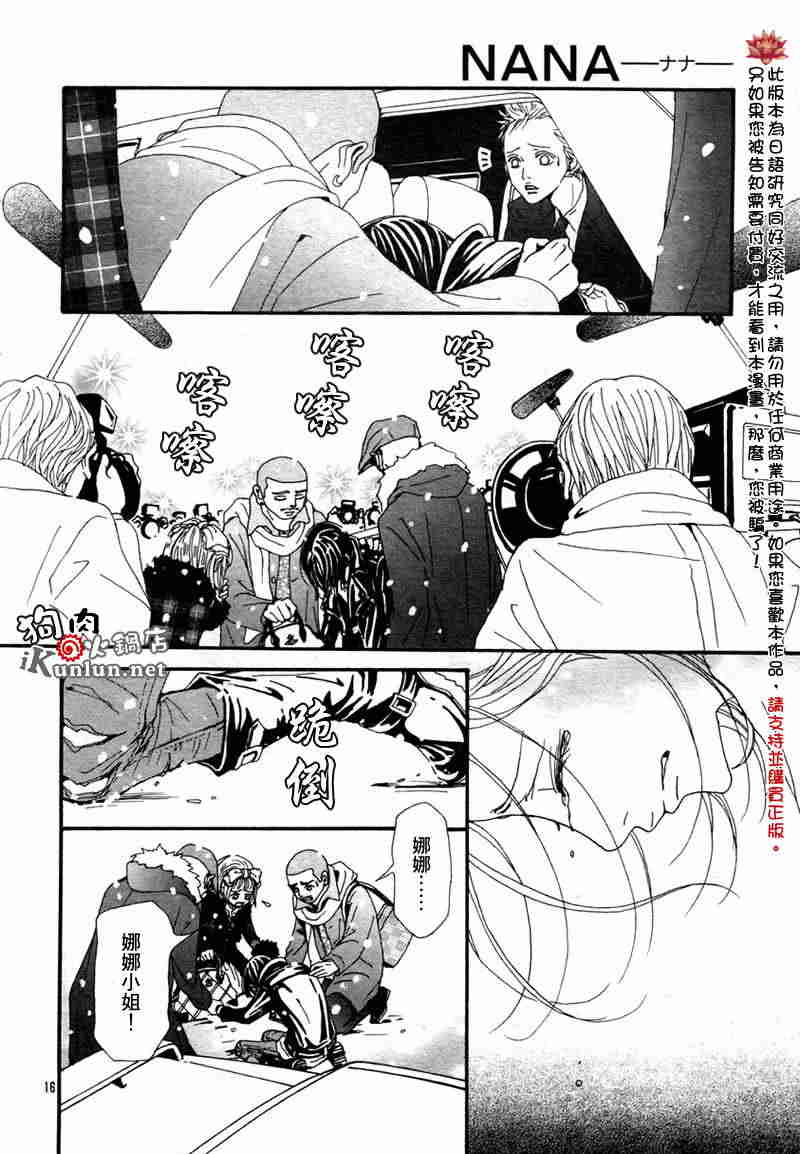 NANA—ナナ—
此版本為日語研究同好交流之用，請勿用於任何商業用途。如果您喜歡本作品，請支持並購買正版。
另如果您被告知需要付費，才能看到本漫畫，那麼，您被騙了！
喀嚓
喀嚓
喀嚓
狗肉火鍋店
iKunlun.net
跪倒
娜娜……
娜娜小姐！
16